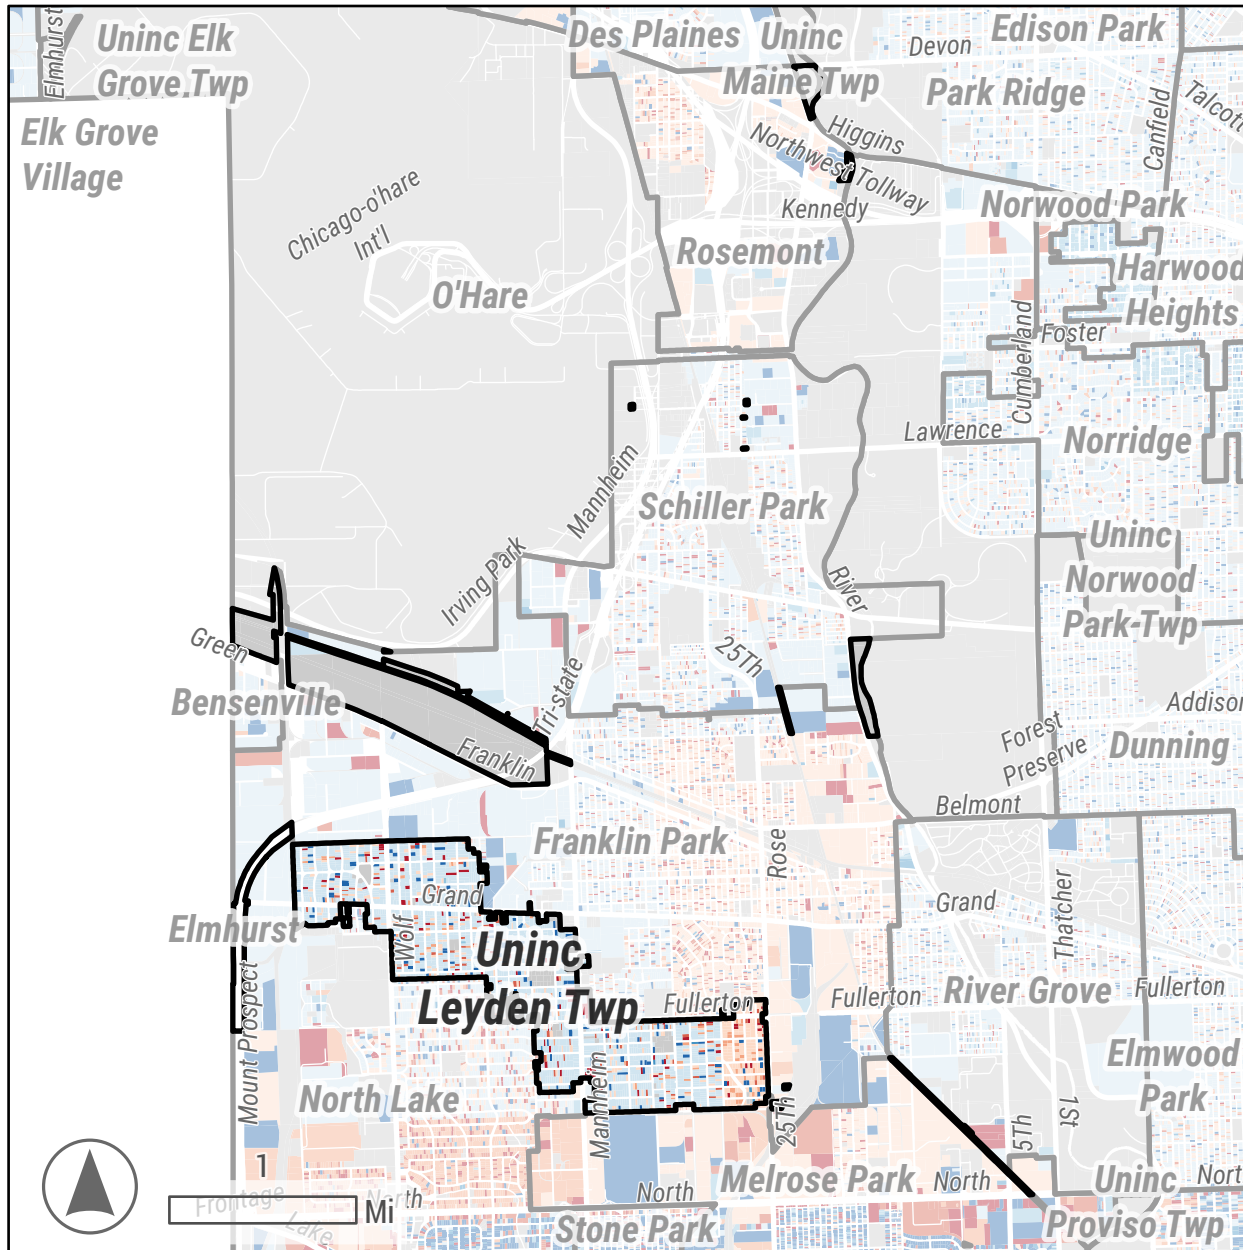 Elmhurst
Uninc Elk
Grove Twp
Des Plaines
Uninc
Maine Twp
Devon
Edison Park
Park Ridge
Talcott
Canfield
Elk Grove
Village
Higgins
Northwest Tollway
Kennedy
Norwood Park
Chicago-o'hare
Int'l
Rosemont
O'Hare
Harwood
Heights
Cumberland
Foster
Lawrence
Norridge
Mannheim
Schiller Park
Uninc
Norwood
Park-Twp
Irving Park
River
Green
25Th
Tri-state
Bensenville
Franklin
Addison
Forest
Preserve
Dunning
Belmont
Franklin Park
Rose
Grand
Grand
Thatcher
Elmhurst
Wolf
Uninc
Leyden Twp
Fullerton
Fullerton
River Grove
Fullerton
Mount Prospect
North Lake
Mannheim
25Th
Elmwood
Park
5Th
1St
1
Mi
Frontage
Lake
North
North
Melrose Park
North
Uninc
Proviso Twp
Nort
Stone Park